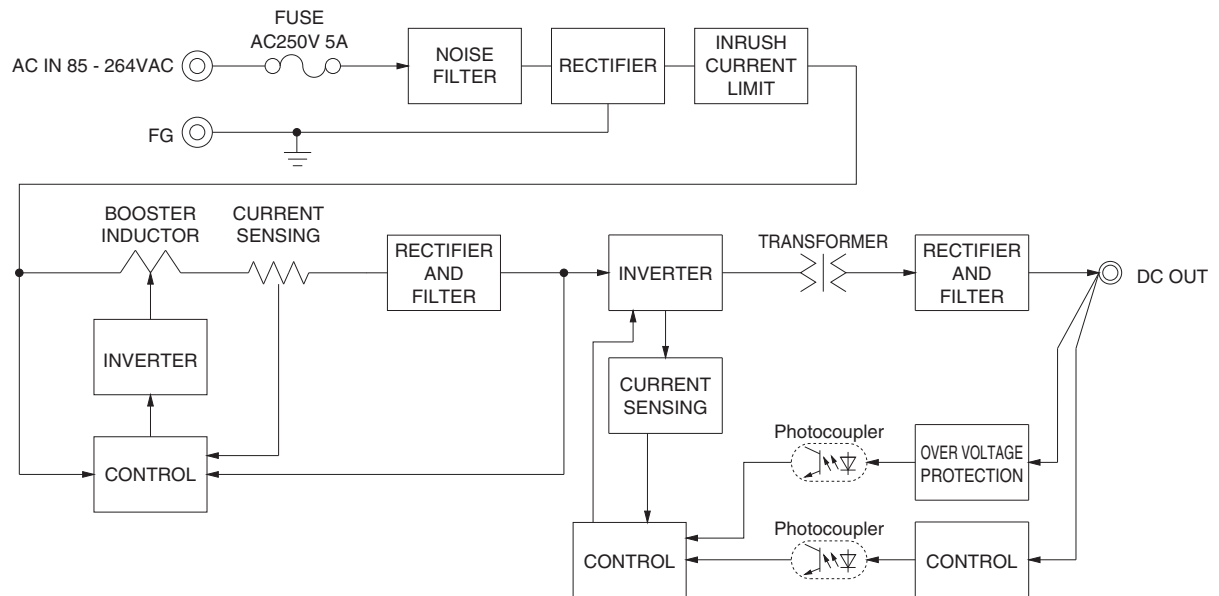 FUSE
AC250V 5A
AC IN 85 - 264VAC
NOISE
FILTER
RECTIFIER
INRUSH
CURRENT
LIMIT
FG
BOOSTER
INDUCTOR
CURRENT
SENSING
RECTIFIER
AND
FILTER
INVERTER
TRANSFORMER
RECTIFIER
AND
FILTER
DC OUT
INVERTER
CURRENT
SENSING
CONTROL
Photocoupler
OVER VOLTAGE
PROTECTION
Photocoupler
CONTROL
CONTROL